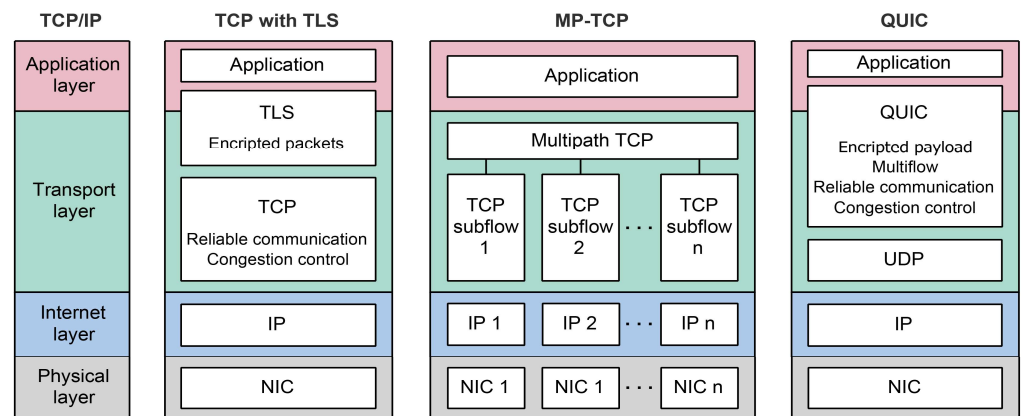 TCP/IP
Application
layer
Transport
layer
Internet
layer
Physical
layer
TCP with TLS
Application
TLS
Encripted packets
TCP
Reliable communication
Congestion control
IP
NIC
MP-TCP
Application
Multipath TCP
TCP
subflow
1
TCP
subflow
2
. . .
TCP
subflow
n
IP 1
IP 2
. . .
IP n
NIC 1
NIC 1
. . .
NIC n
QUIC
Application
QUIC
Encripted payload
Multiflow
Reliable communication
Congestion control
UDP
IP
NIC